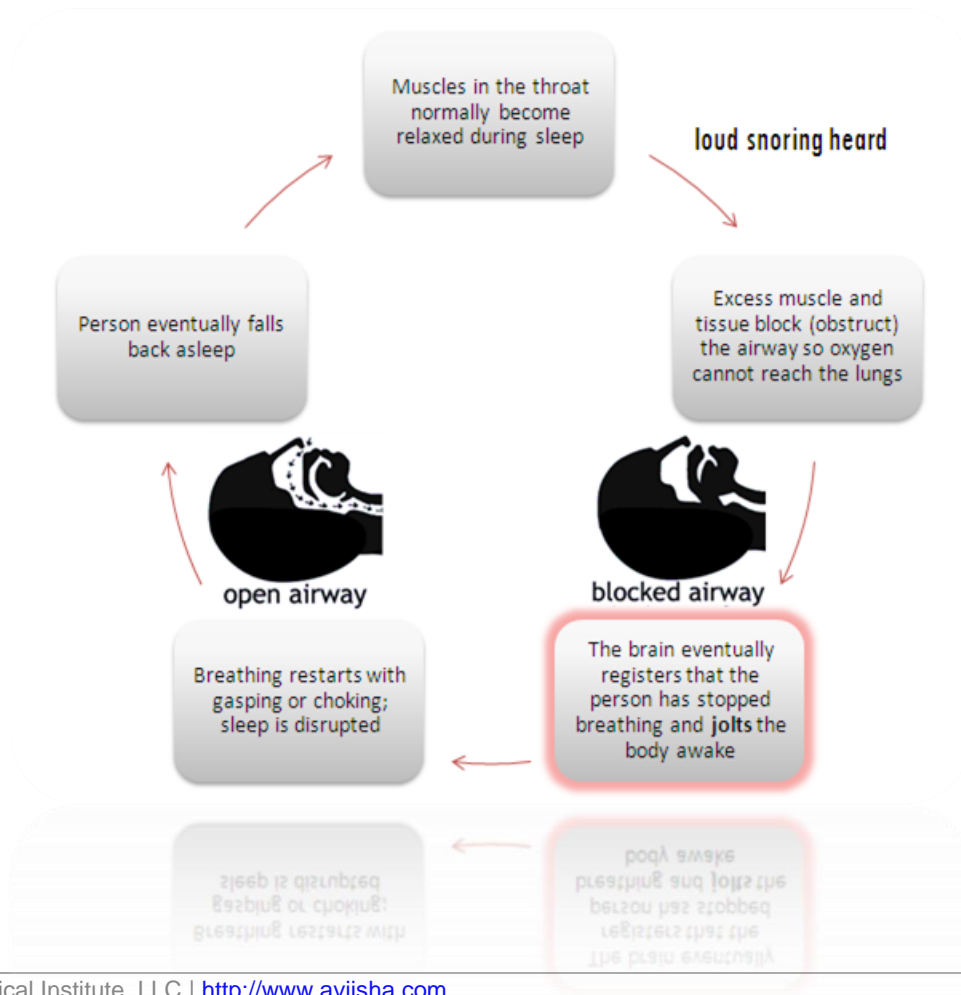 Muscles in the throat
normally become
relaxed during sleep
loud snoring heard
Excess muscle and
tissue block (obstruct)
the airway so oxygen
cannot reach the lungs
blocked airway
The brain eventually
registers that the
person has stopped
breathing and jolts the
body awake
Breathing restarts with
gasping or choking;
sleep is disrupted
open airway
Person eventually falls
back asleep
ical Institute, LLC | http://www.avjisha.com